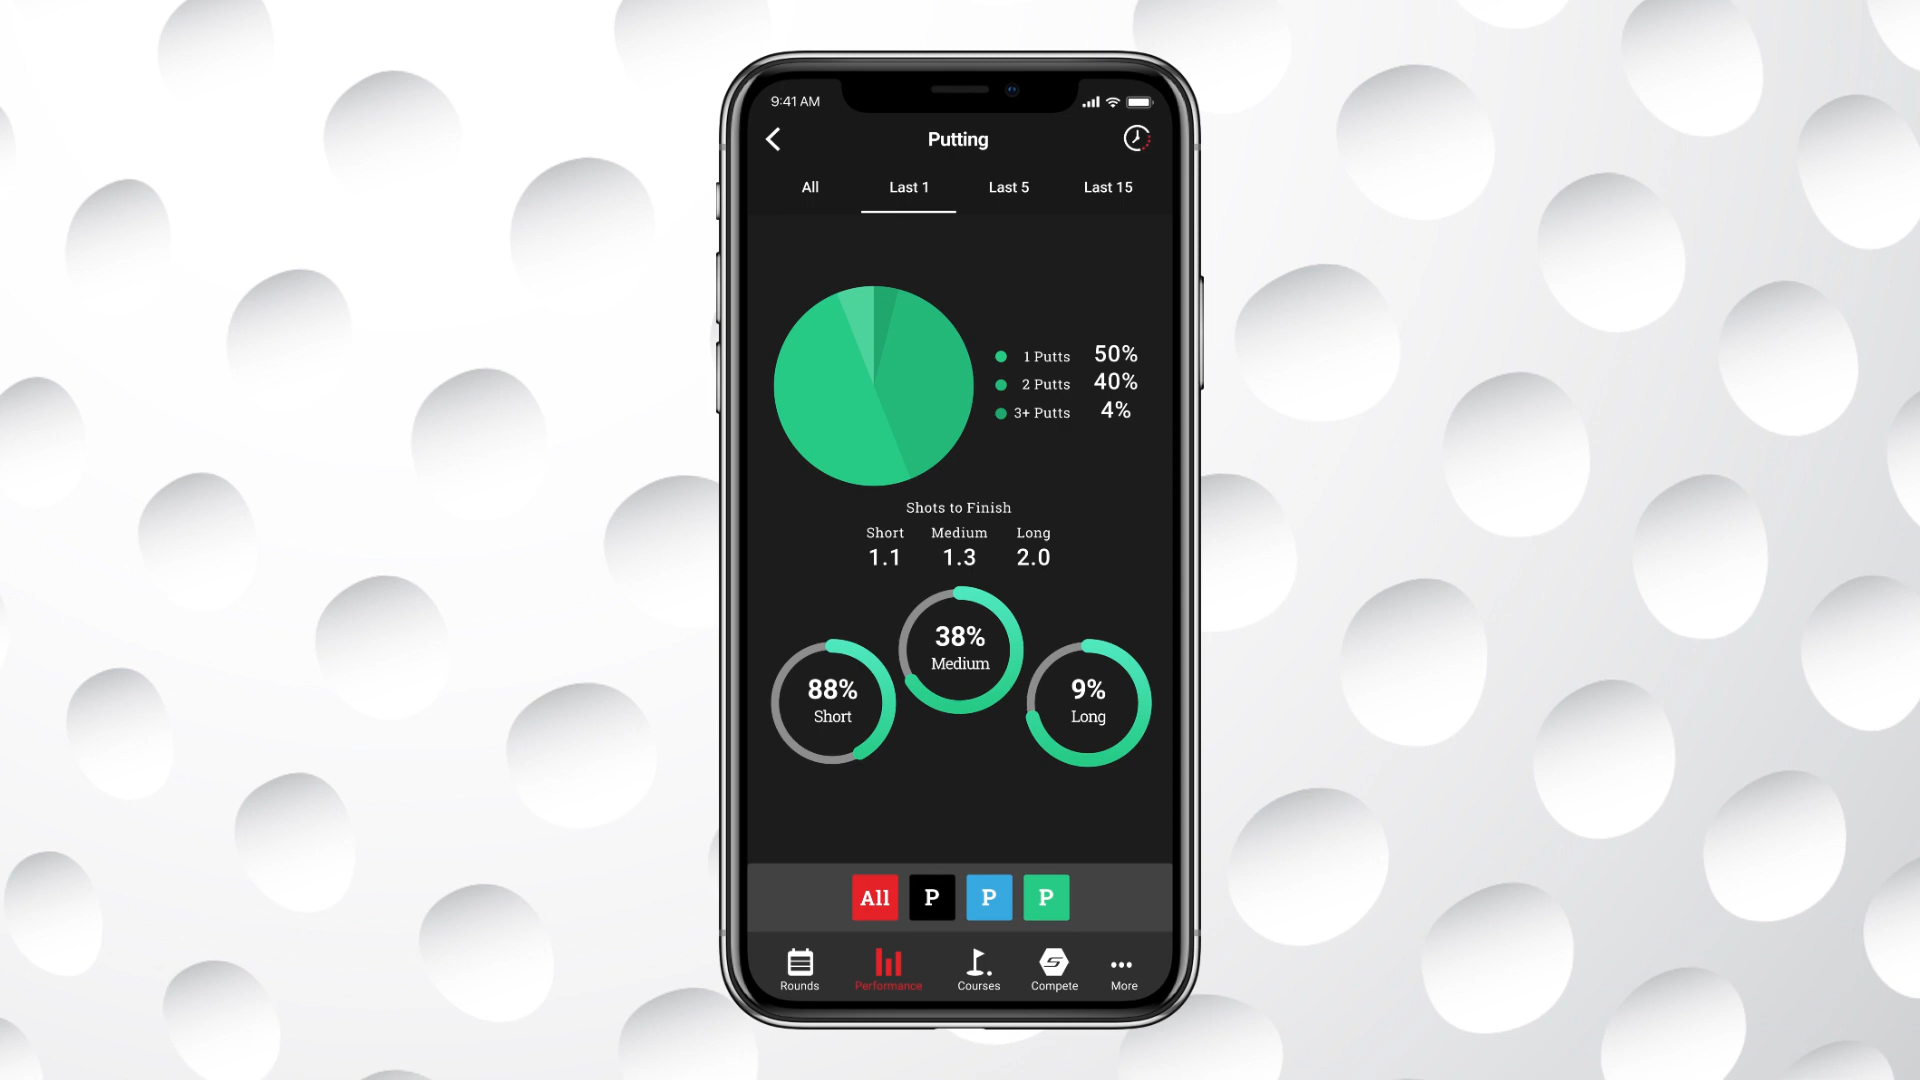 9:41 AM
Putting
All Last 1 Last 5 Last 15
1 Putts 50%
2 Putts 40%
3+ Putts 4%
Shots to Finish
Short Medium Long
1.1 1.3 2.0
38%
Medium
88%
Short
9%
Long
All P P P
Rounds Performance Courses Compete More